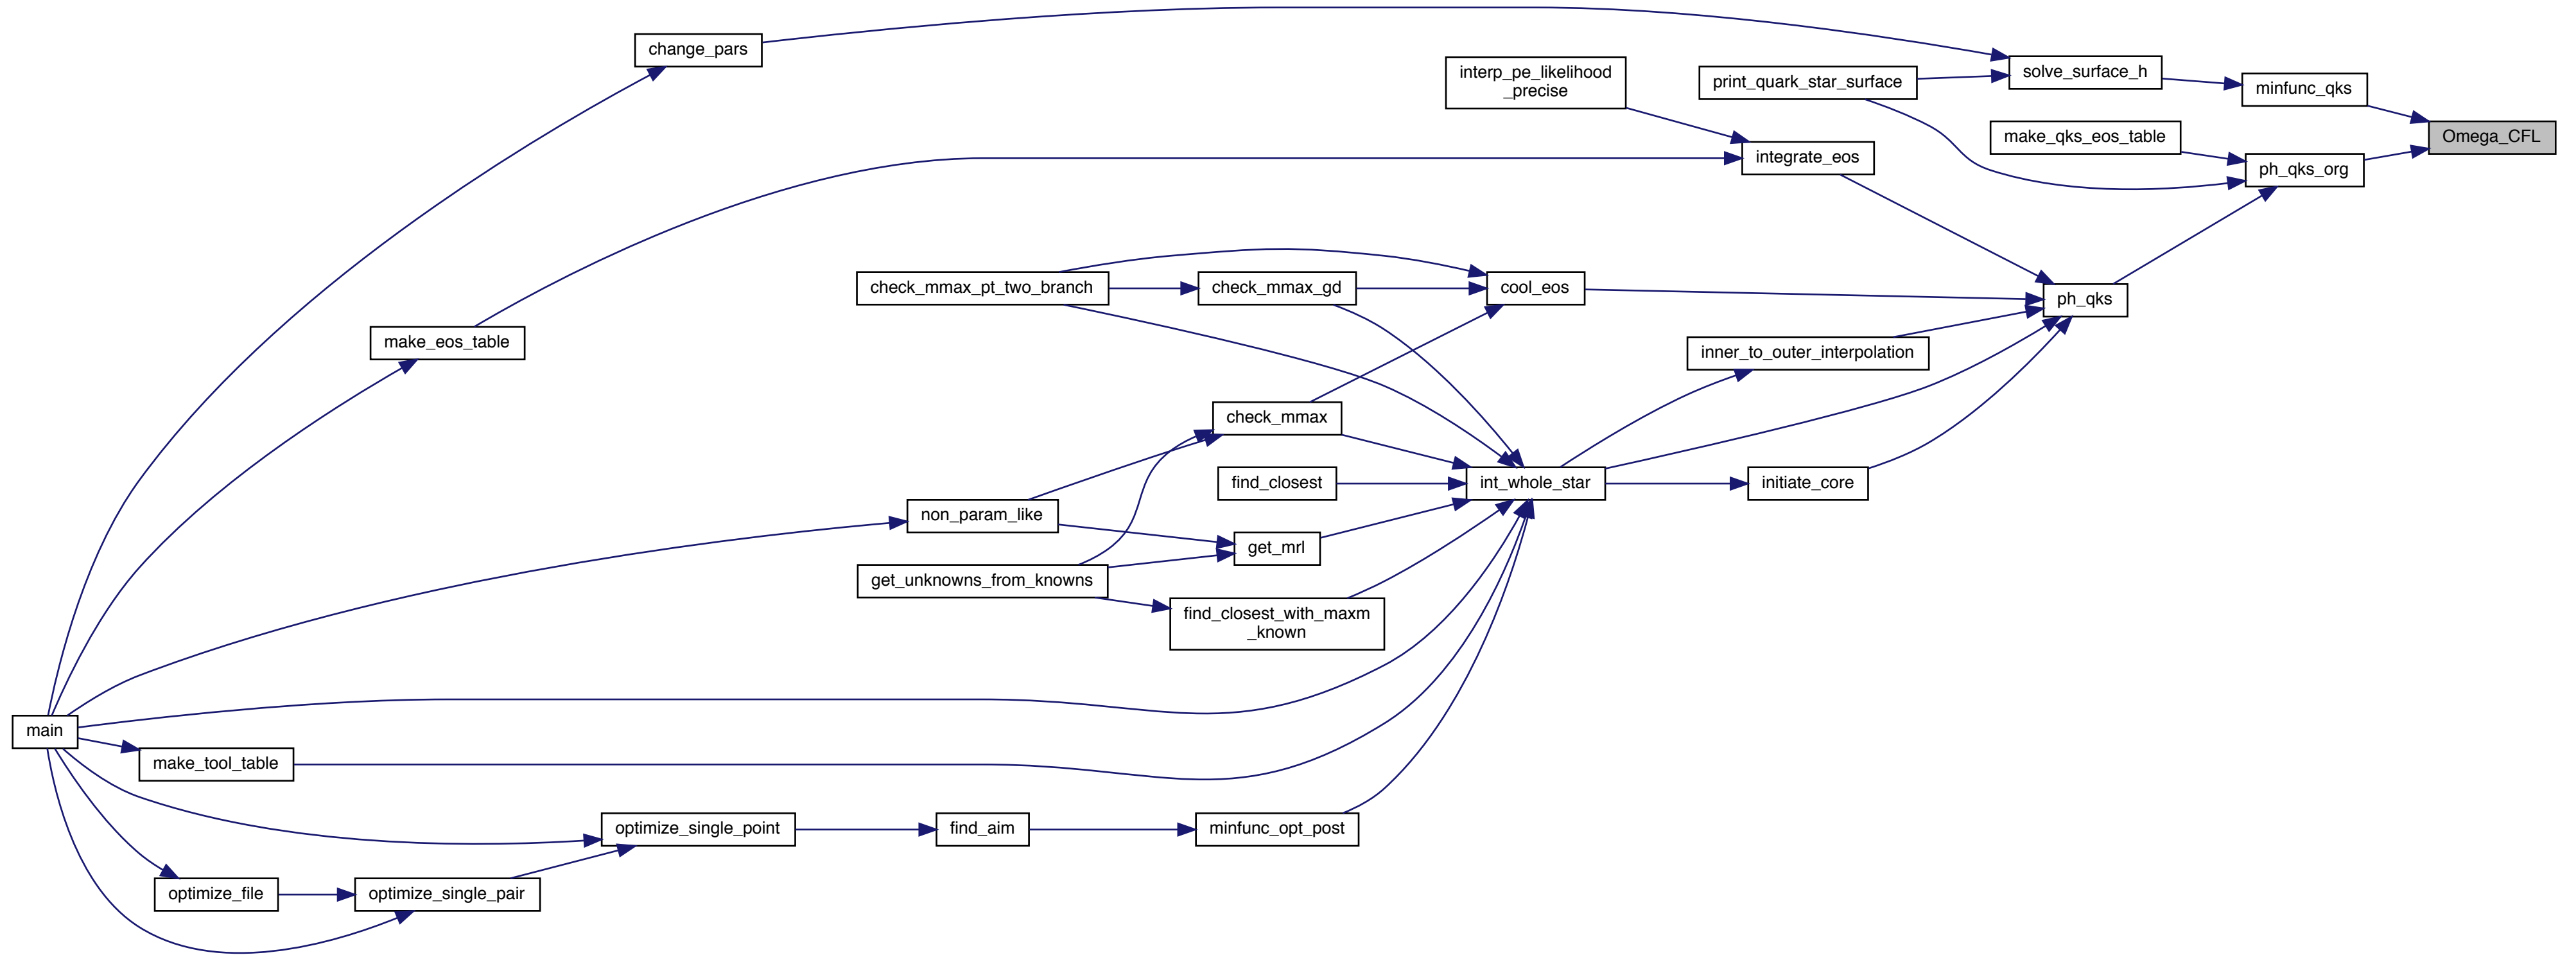 change_pars
solve_surface_h
interp_pe_likelihood
_precise
print_quark_star_surface
minfunc_qks
make_qks_eos_table
Omega_CFL
integrate_eos
ph_qks_org
check_mmax_pt_two_branch
check_mmax_gd
cool_eos
ph_qks
make_eos_table
inner_to_outer_interpolation
check_mmax
find_closest
int_whole_star
initiate_core
non_param_like
get_mrl
get_unknowns_from_knowns
find_closest_with_maxm
_known
main
make_tool_table
optimize_single_point
find_aim
minfunc_opt_post
optimize_file
optimize_single_pair